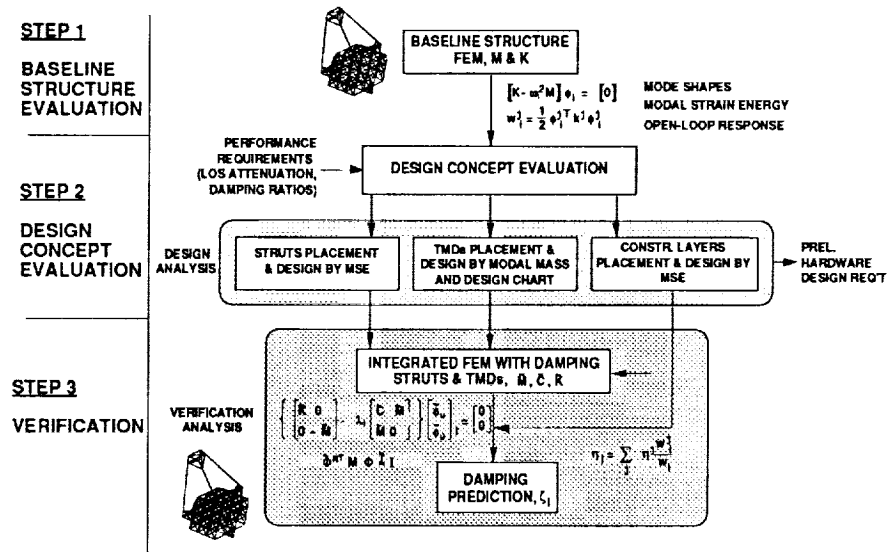 STEP 1
BASELINE
STRUCTURE
EVALUATION
BASELINE STRUCTURE
FEM, M & K
MODE SHAPES
MODAL STRAIN ENERGY
OPEN-LOOP RESPONSE
STEP 2
DESIGN
CONCEPT
EVALUATION
PERFORMANCE
REQUIREMENTS
(LOS ATTENUATION,
DAMPING RATIOS)
DESIGN CONCEPT EVALUATION
DESIGN
ANALYSIS
STRUTS PLACEMENT
& DESIGN BY MSE
TMDs PLACEMENT &
DESIGN BY MODAL MASS
AND DESIGN CHART
CONSTR. LAYERS
PLACEMENT & DESIGN BY
MSE
PREL.
HARDWARE
DESIGN REQ'T
STEP 3
VERIFICATION
INTEGRATED FEM WITH DAMPING
STRUTS & TMDs,
VERIFICATION
ANALYSIS
DAMPING
PREDICTION, ζ